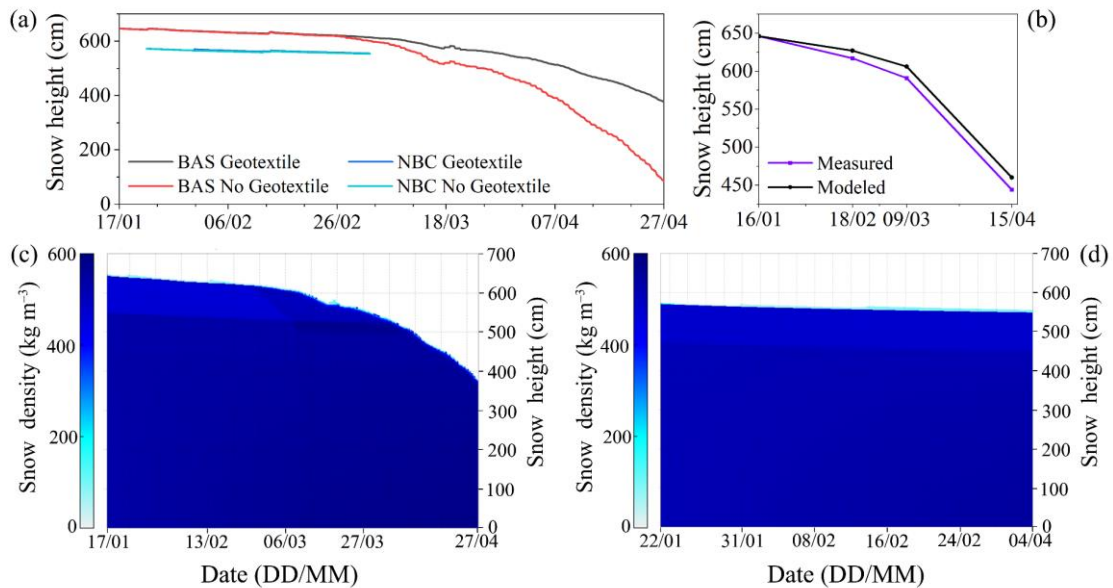 (a)
Snow height (cm)
600
400
200
0
BAS Geotextile
NBC Geotextile
BAS No Geotextile
NBC No Geotextile
17/01 06/02 26/02 18/03 07/04 27/04
(b)
Snow height (cm)
650
600
550
500
450
Measured
Modeled
16/01 18/02 09/03 15/04
(c)
Snow density (kg m⁻³)
600
400
200
0
Snow height (cm)
700
600
500
400
300
200
100
0
17/01 13/02 06/03 27/03 27/04
Date (DD/MM)
(d)
Snow density (kg m⁻³)
600
400
200
0
Snow height (cm)
700
600
500
400
300
200
100
0
22/01 31/01 08/02 16/02 24/02 04/03
Date (DD/MM)